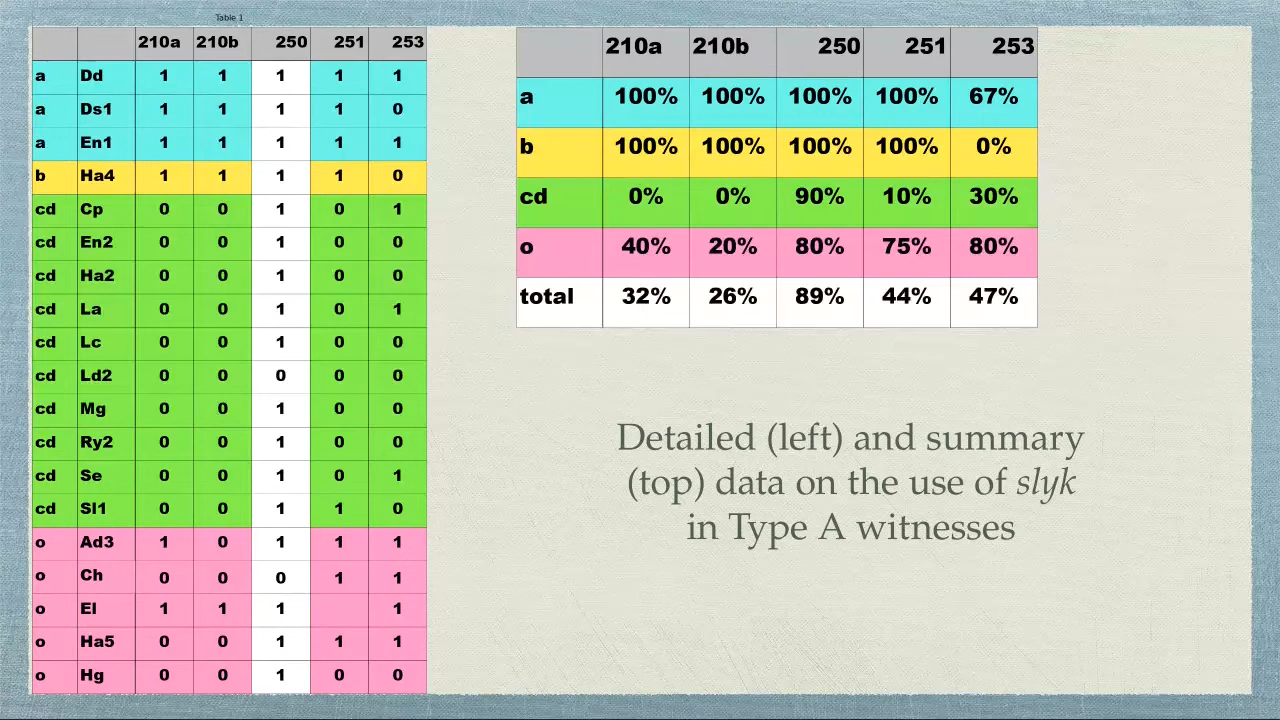 Table 1
210a 210b 250 251 253
a Dd 1 1 1 1 1
a Ds1 1 1 1 1 0
a En1 1 1 1 1 1
b Ha4 1 1 1 1 0
cd Cp 0 0 1 0 1
cd En2 0 0 1 0 0
cd Ha2 0 0 1 0 0
cd La 0 0 1 0 1
cd Lc 0 0 1 0 0
cd Ld2 0 0 0 0 0
cd Mg 0 0 1 0 0
cd Ry2 0 0 1 0 0
cd Se 0 0 1 0 1
cd Sl1 0 0 1 1 0
o Ad3 1 0 1 1 1
o Ch 0 0 0 1 1
o El 1 1 1 1
o Ha5 0 0 1 1 1
o Hg 0 0 1 0 0
210a 210b 250 251 253
a 100% 100% 100% 100% 67%
b 100% 100% 100% 100% 0%
cd 0% 0% 90% 10% 30%
o 40% 20% 80% 75% 80%
total 32% 26% 89% 44% 47%
Detailed (left) and summary
(top) data on the use of slyk
in Type A witnesses